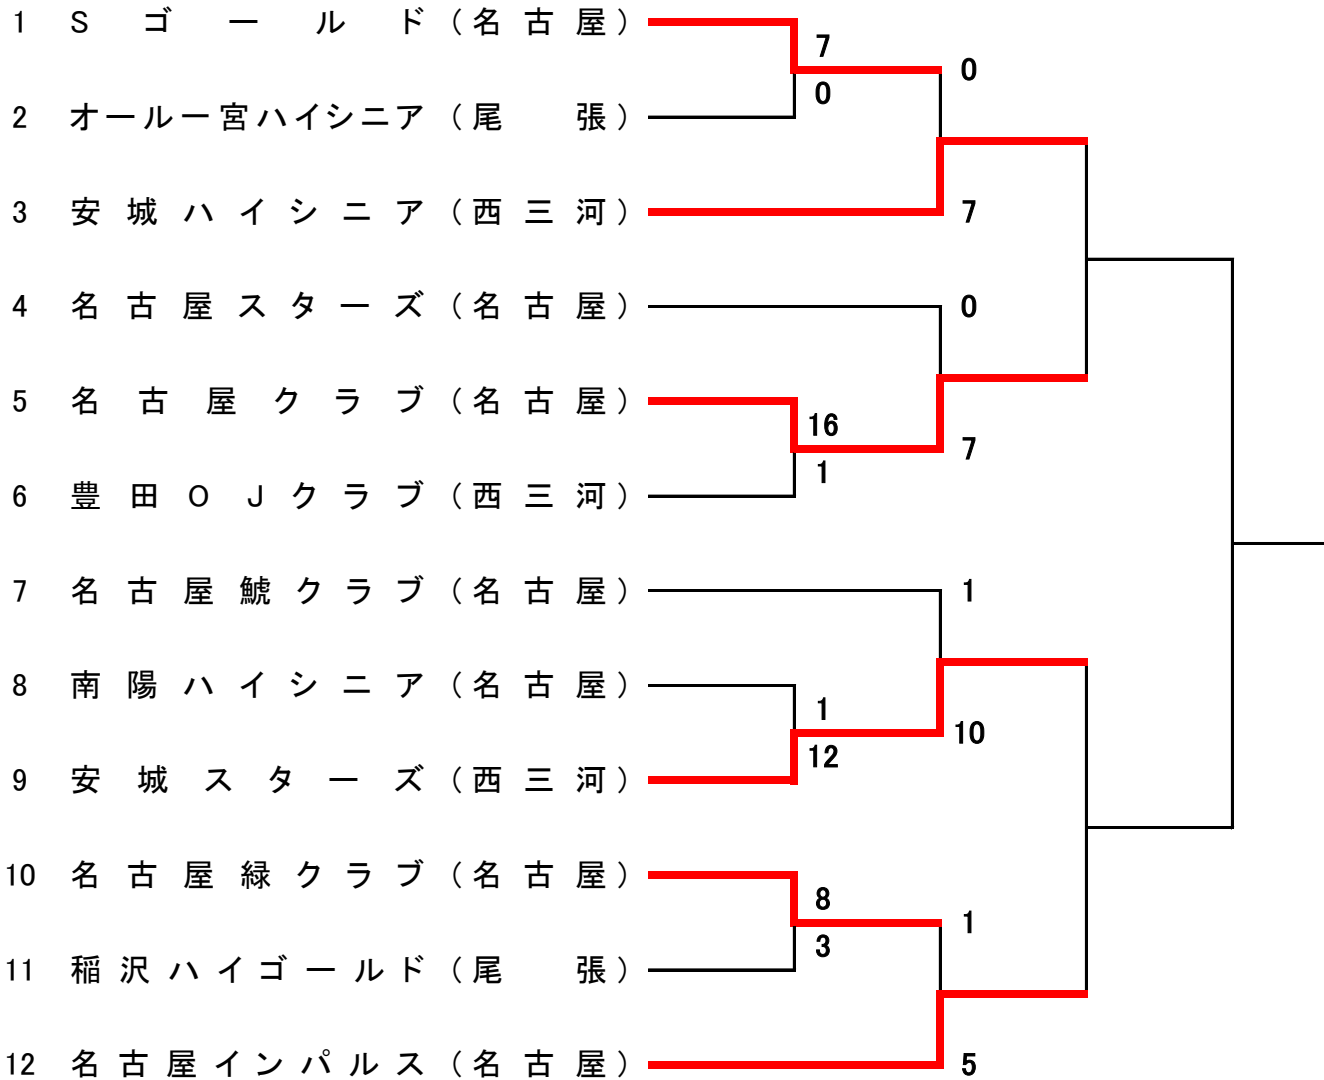 1 Sゴールド(名古屋)
7
0
0
2 オール一宮ハイシニア(尾張)
3 安城ハイシニア(西三河)
7
4 名古屋スターズ(名古屋)
0
5 名古屋クラブ(名古屋)
16
7
1
6 豊田OJクラブ(西三河)
7 名古屋鯱クラブ(名古屋)
1
8 南陽ハイシニア(名古屋)
1
10
12
9 安城スターズ(西三河)
10 名古屋緑クラブ(名古屋)
8
1
3
11 稲沢ハイゴールド(尾張)
12 名古屋インパルス(名古屋)
5